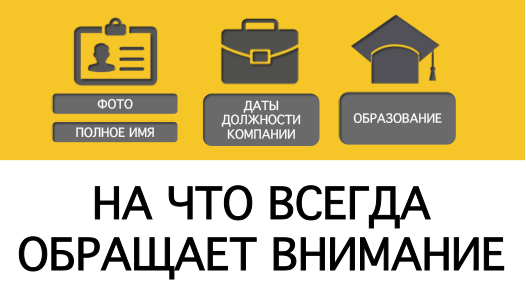 ФОТО
ПОЛНОЕ ИМЯ
ДАТЫ
ДОЛЖНОСТИ
КОМПАНИИ
ОБРАЗОВАНИЕ
НА ЧТО ВСЕГДА
ОБРАЩАЕТ ВНИМАНИЕ